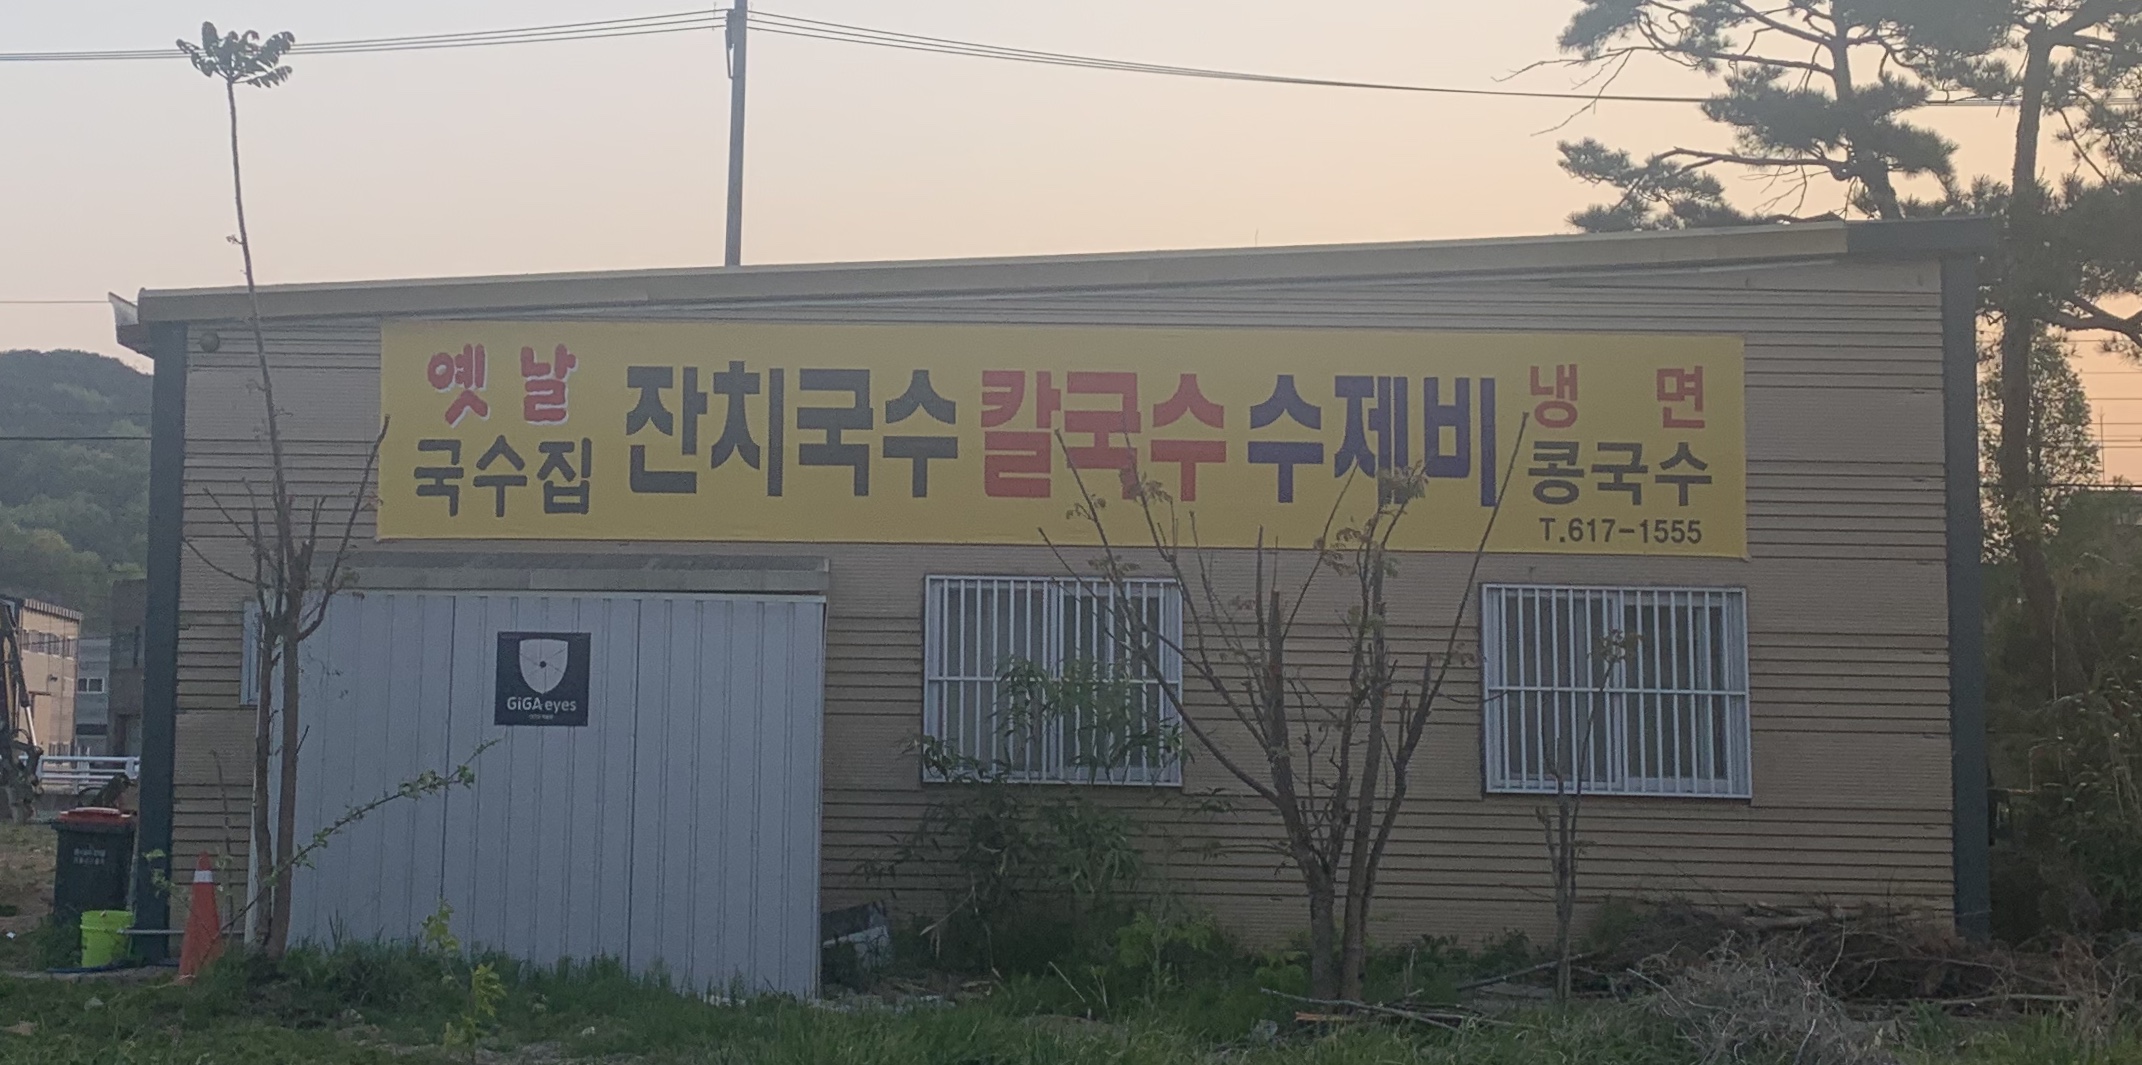 옛날
국수집
잔치국수 칼국수 수제비
냉면
콩국수
T.617-1555
GiGA eyes